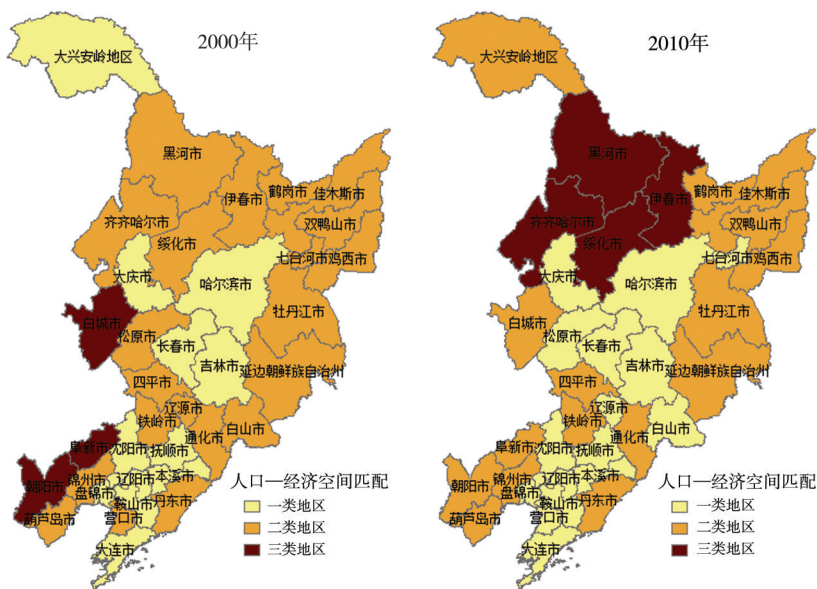 2000年
大兴安岭地区
黑河市
伊春市
鹤岗市
佳木斯市
齐齐哈尔市
双鸭山市
绥化市
七台河市
鸡西市
大庆市
哈尔滨市
牡丹江市
白城市
松原市
长春市
吉林市
延边朝鲜族自治州
四平市
辽源市
铁岭市
通化市
白山市
阜新市
沈阳市
抚顺市
朝阳市
锦州市
辽阳市
本溪市
盘锦市
鞍山市
丹东市
葫芦岛市
营口市
大连市
人口—经济空间匹配
一类地区
二类地区
三类地区
2010年
大兴安岭地区
黑河市
伊春市
鹤岗市
佳木斯市
齐齐哈尔市
双鸭山市
绥化市
七台河市
鸡西市
大庆市
哈尔滨市
牡丹江市
白城市
松原市
长春市
吉林市
延边朝鲜族自治州
四平市
辽源市
铁岭市
通化市
白山市
阜新市
沈阳市
抚顺市
朝阳市
锦州市
辽阳市
本溪市
盘锦市
鞍山市
丹东市
葫芦岛市
营口市
大连市
人口—经济空间匹配
一类地区
二类地区
三类地区